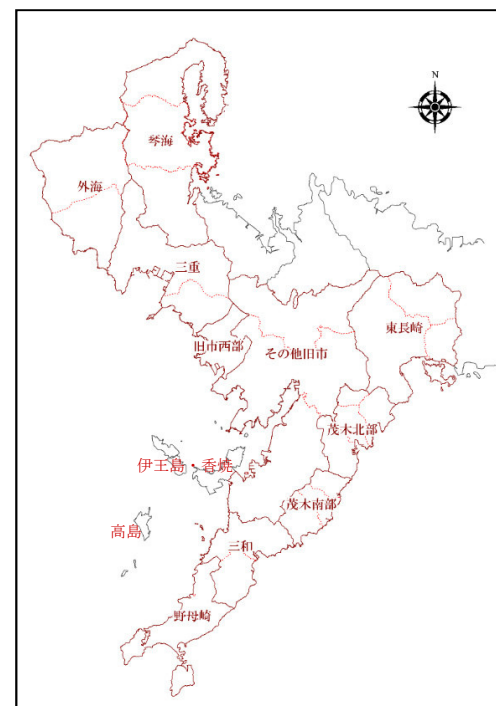 N
琴海
外海
三重
東長崎
旧市西部
その他旧市
茂木北部
伊王島
香焼
茂木南部
高島
三和
野母崎